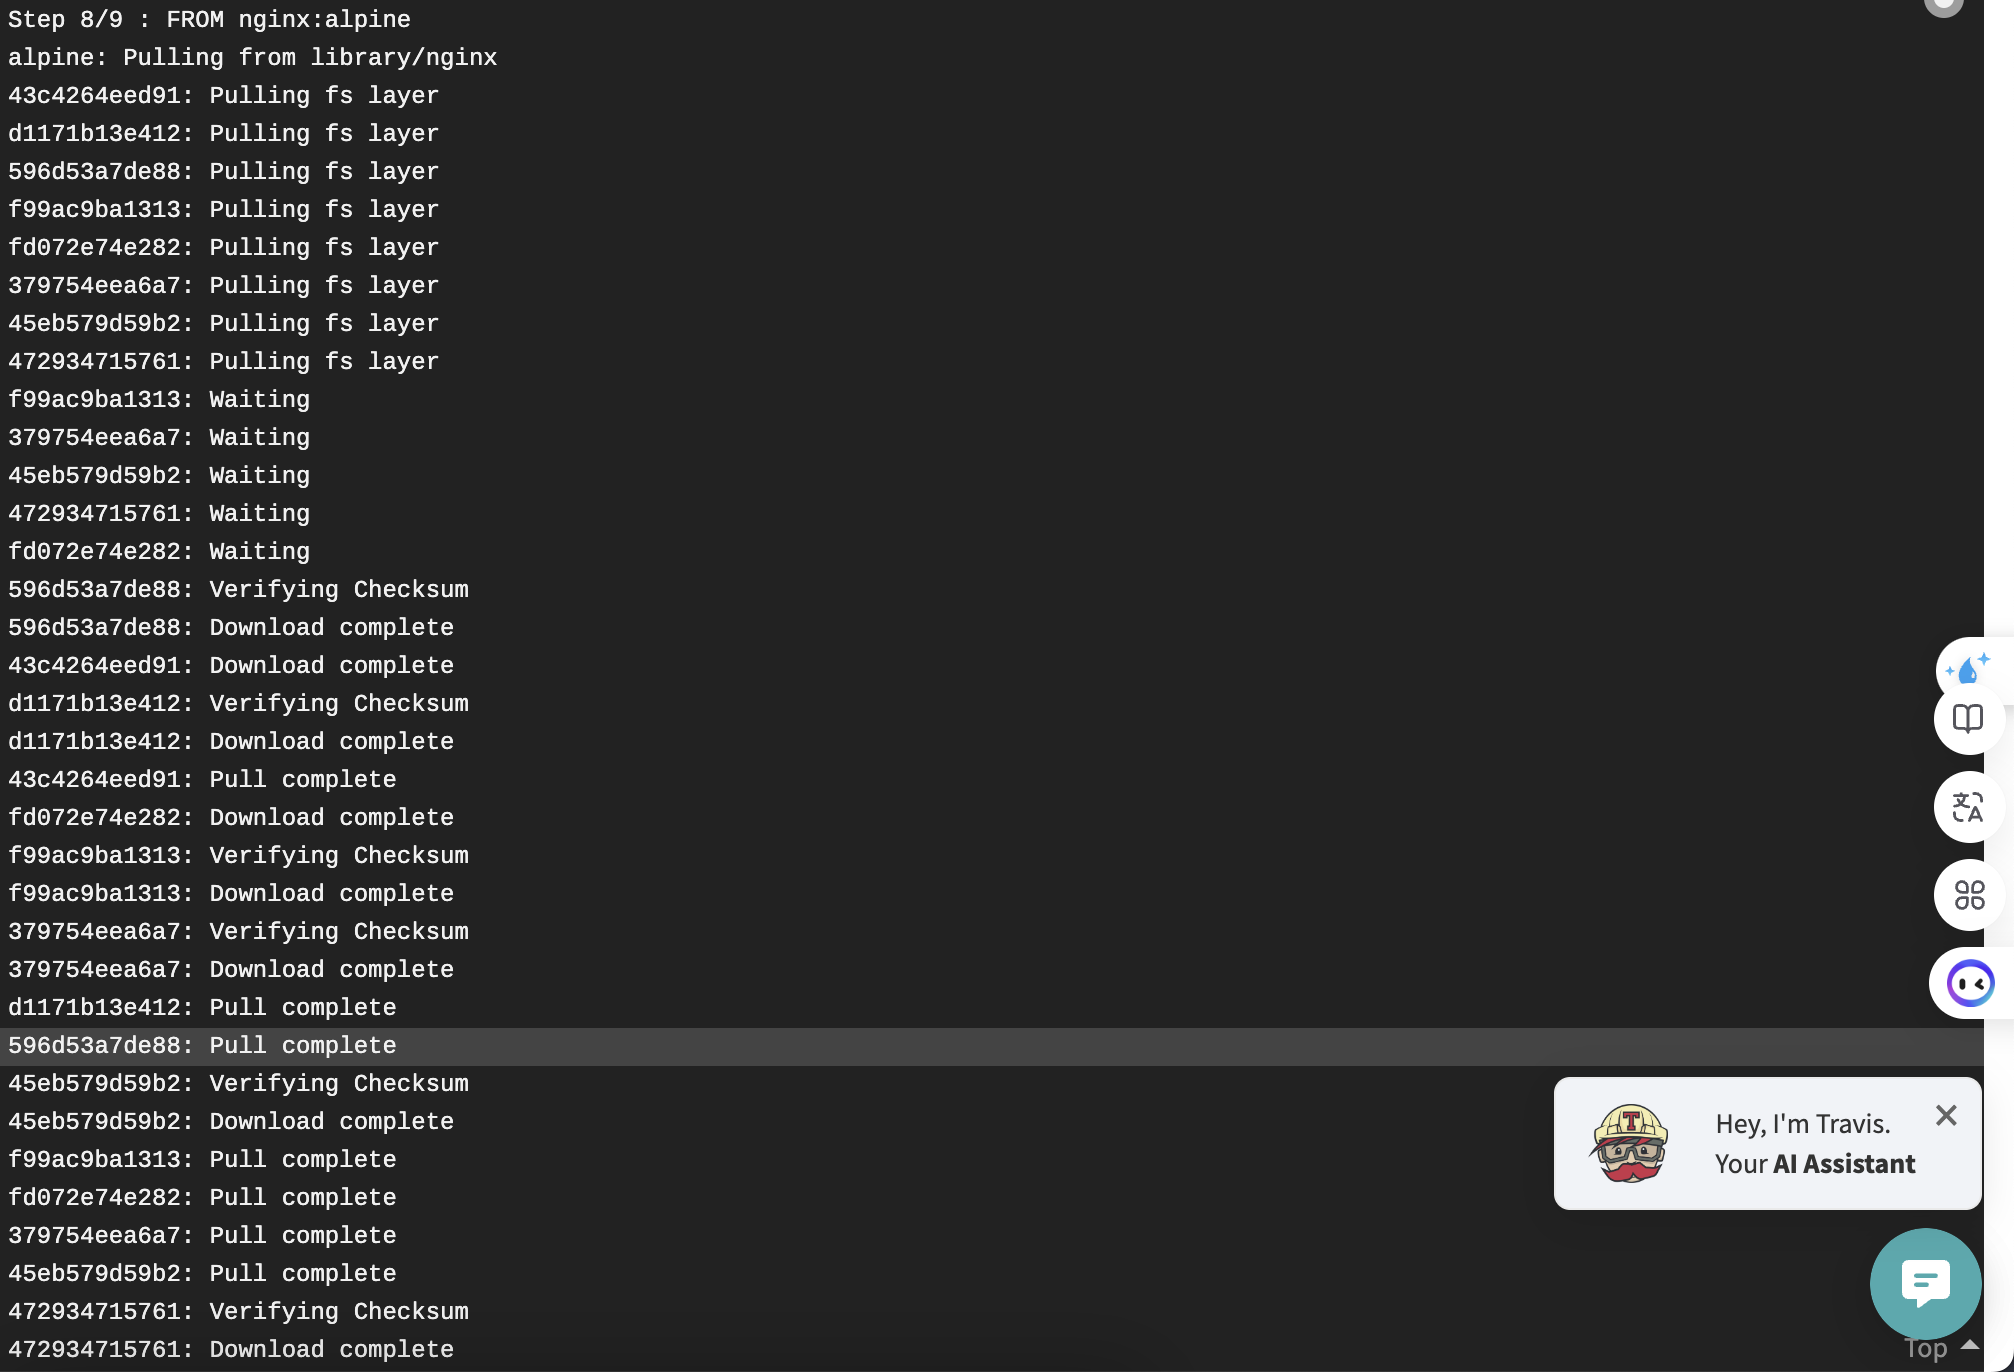 Step 8/9 : FROM nginx:alpine
alpine: Pulling from library/nginx
43c4264eed91: Pulling fs layer
d1171b13e412: Pulling fs layer
596d53a7de88: Pulling fs layer
f99ac9ba1313: Pulling fs layer
fd072e74e282: Pulling fs layer
379754eea6a7: Pulling fs layer
45eb579d59b2: Pulling fs layer
472934715761: Pulling fs layer
f99ac9ba1313: Waiting
379754eea6a7: Waiting
45eb579d59b2: Waiting
472934715761: Waiting
fd072e74e282: Waiting
596d53a7de88: Verifying Checksum
596d53a7de88: Download complete
43c4264eed91: Download complete
d1171b13e412: Verifying Checksum
d1171b13e412: Download complete
43c4264eed91: Pull complete
fd072e74e282: Download complete
f99ac9ba1313: Verifying Checksum
f99ac9ba1313: Download complete
379754eea6a7: Verifying Checksum
379754eea6a7: Download complete
d1171b13e412: Pull complete
596d53a7de88: Pull complete
45eb579d59b2: Verifying Checksum
45eb579d59b2: Download complete
f99ac9ba1313: Pull complete
fd072e74e282: Pull complete
379754eea6a7: Pull complete
45eb579d59b2: Pull complete
472934715761: Verifying Checksum
472934715761: Download complete
文A
T
Hey, I'm Travis.
Your AI Assistant
Top